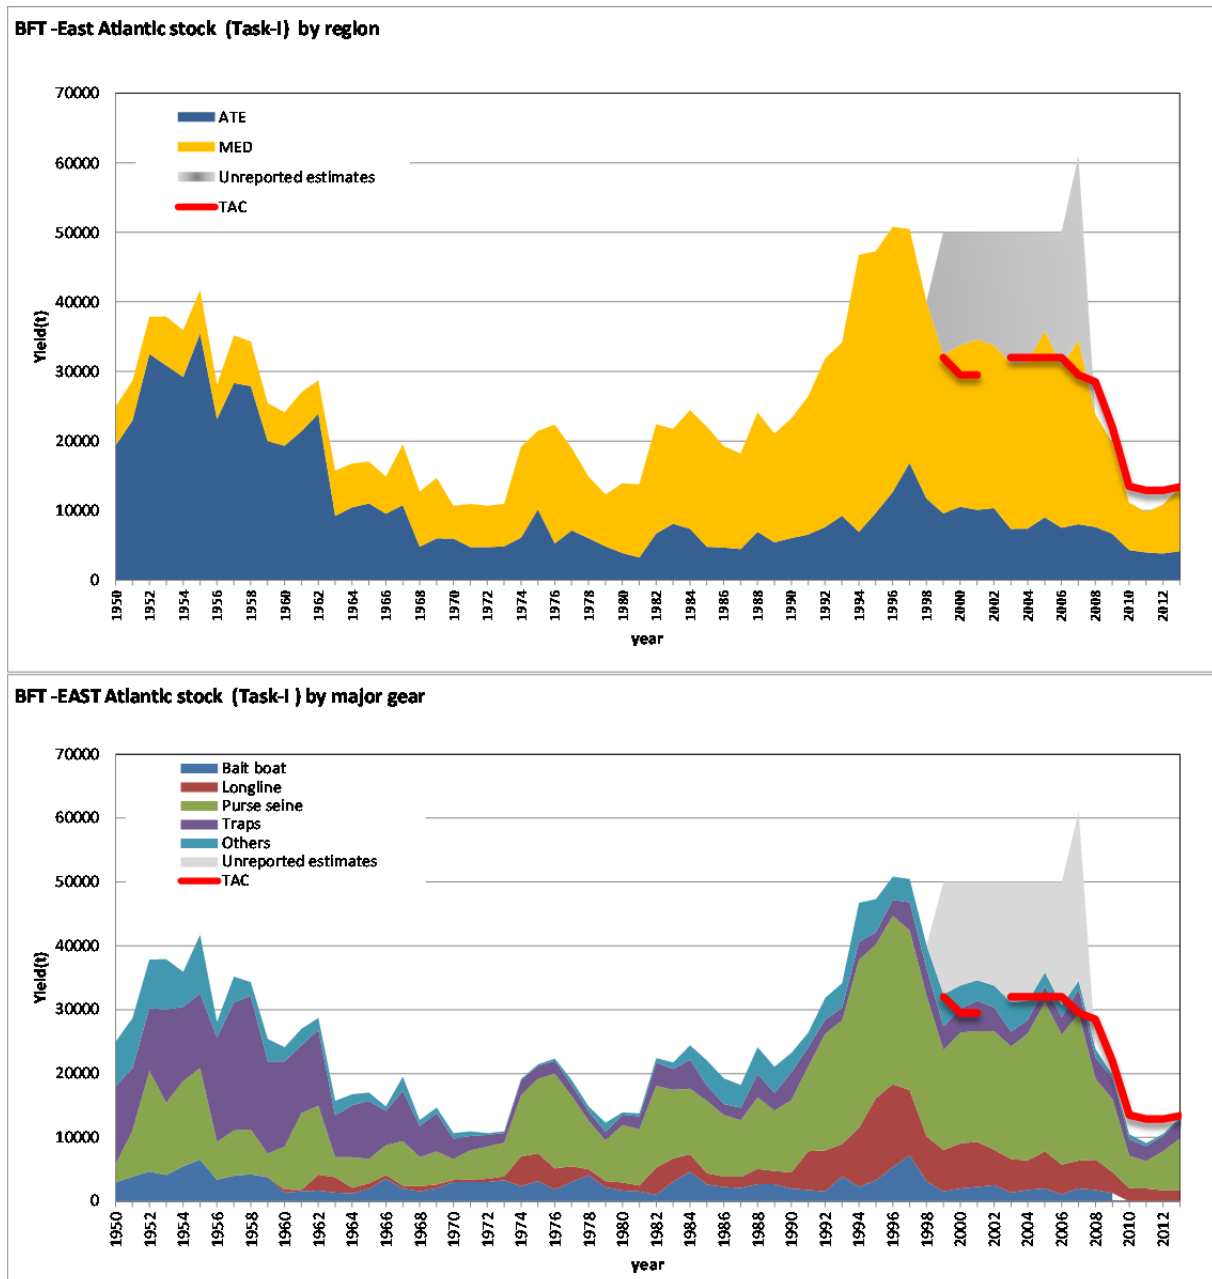 BFT -East Atlantic stock (Task-I) by region
70000
60000
50000
40000
30000
20000
10000
0
Yield(t)
ATE
MED
Unreported estimates
TAC
1950 1952 1954 1956 1958 1960 1962 1964 1966 1968 1970 1972 1974 1976 1978 1980 1982 1984 1986 1988 1990 1992 1994 1996 1998 2000 2002 2004 2006 2008 2010 2012
year
BFT -EAST Atlantic stock (Task-I ) by major gear
70000
60000
50000
40000
30000
20000
10000
0
Yield(t)
Bait boat
Longline
Purse seine
Traps
Others
Unreported estimates
TAC
1950 1952 1954 1956 1958 1960 1962 1964 1966 1968 1970 1972 1974 1976 1978 1980 1982 1984 1986 1988 1990 1992 1994 1996 1998 2000 2002 2004 2006 2008 2010 2012
year